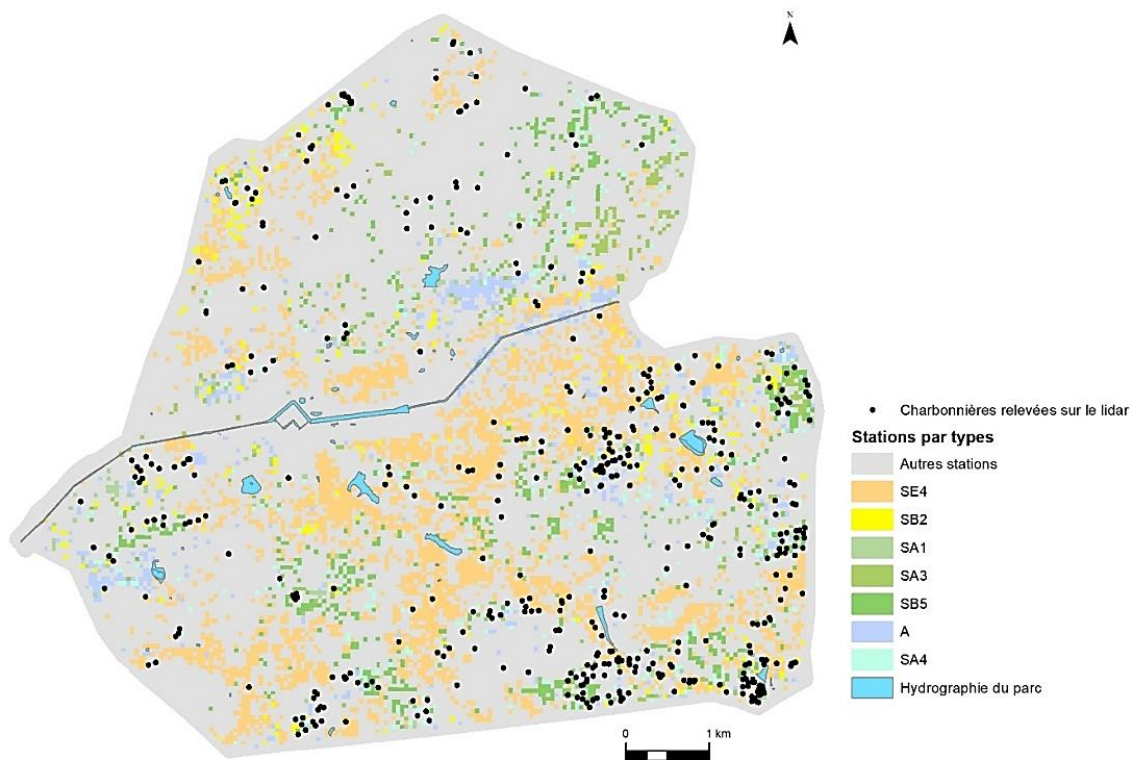 N
Charbonnières relevées sur le lidar
Stations par types
Autres stations
SE4
SB2
SA1
SA3
SB5
A
SA4
Hydrographie du parc
0 1 km